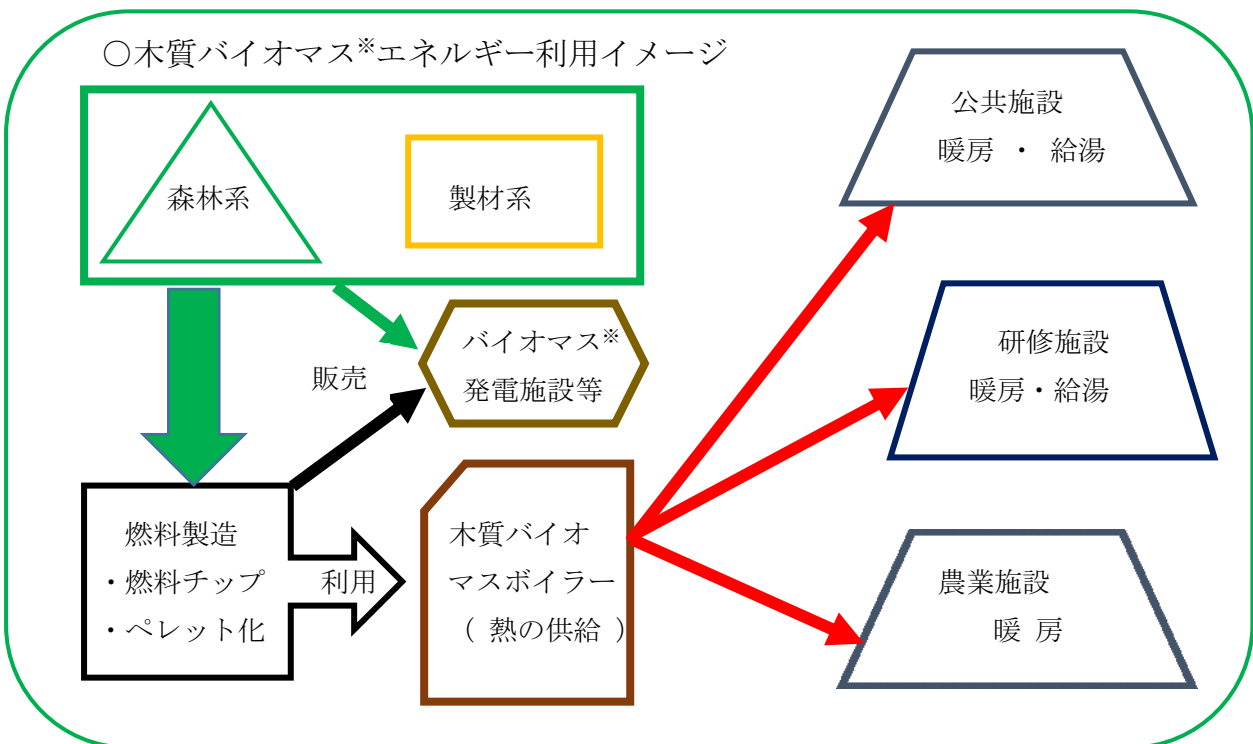 ○木質バイオマス※エネルギー利用イメージ
森林系
製材系
公共施設
暖房 ・ 給湯
バイオマス※
発電施設等
販売
研修施設
暖房・給湯
燃料製造
・燃料チップ
・ペレット化
利用
木質バイオ
マスボイラー
( 熱の供給 )
農業施設
暖 房